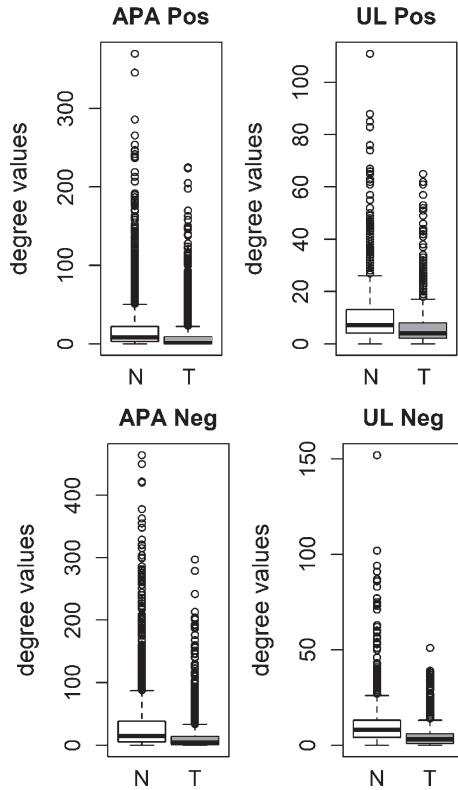 APA Pos
degree values
0
100
200
300
N T
UL Pos
degree values
0
20
40
60
80
100
N T
APA Neg
degree values
0
100
200
300
400
N T
UL Neg
degree values
0
50
100
150
N T